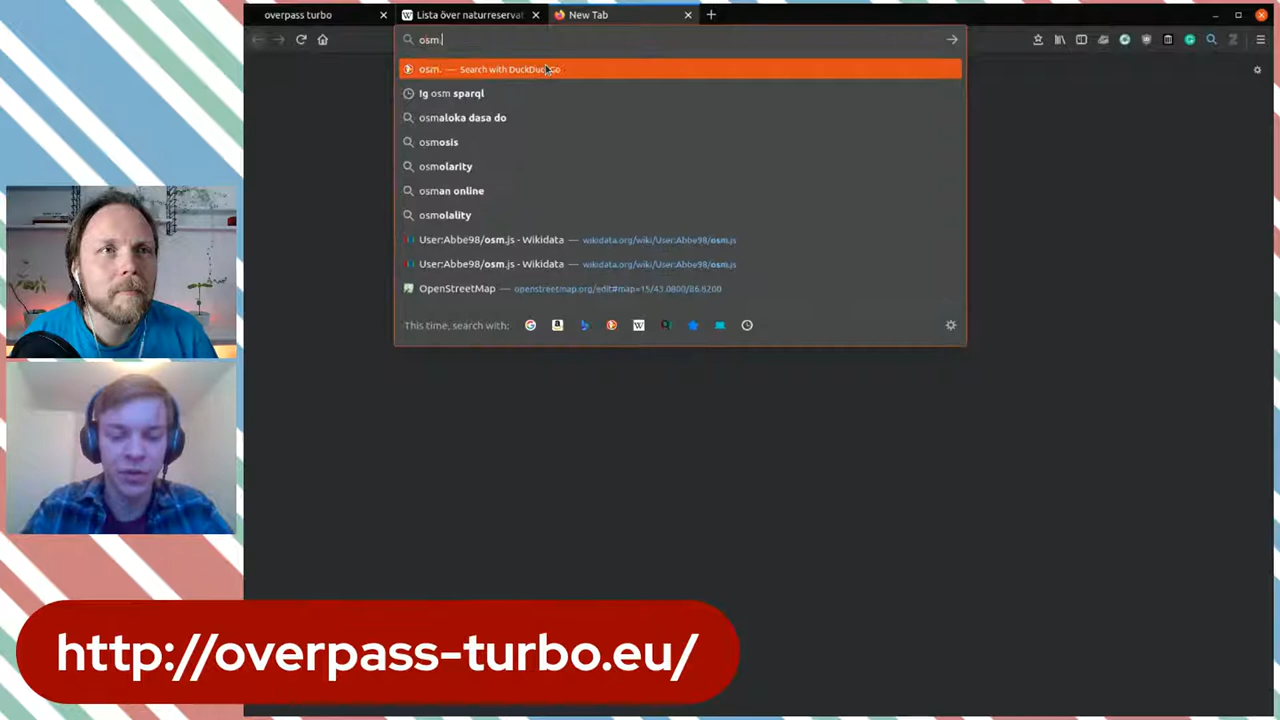 overpass turbo
Lista över naturreservat
New Tab
osm.
osm. — Search with DuckDuckGo
lg osm sparql
osmaloka dasa do
osmosis
osmolarity
osman online
osmolality
User:Abbe98/osm.js - Wikidata — wikidata.org/wiki/User:Abbe98/osm.js
User:Abbe98/osm.js - Wikidata — wikidata.org/wiki/User:Abbe98/osm.js
OpenStreetMap — openstreetmap.org/edit#map=15/43.0800/86.6200
This time, search with:
http://overpass-turbo.eu/